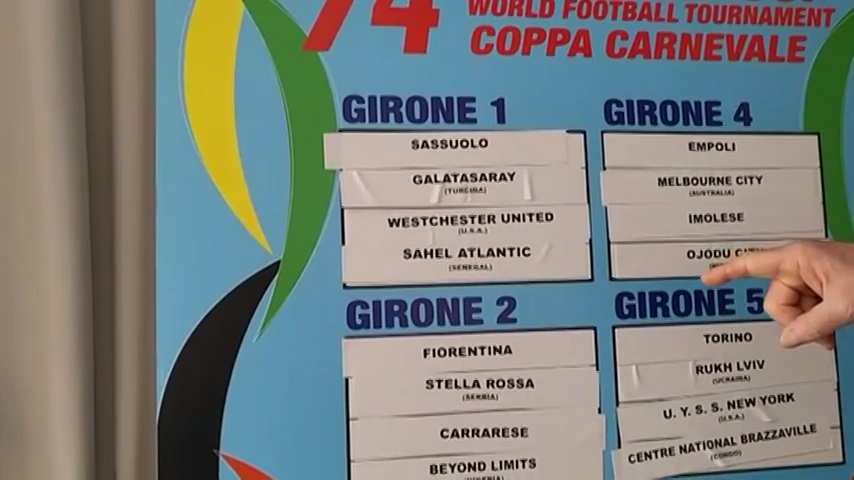 74
WORLD FOOTBALL TOURNAMENT
COPPA CARNEVALE
GIRONE 1
SASSUOLO
GALATASARAY
(TURCHIA)
WESTCHESTER UNITED
(U.S.A.)
SAHEL ATLANTIC
(SENEGAL)
GIRONE 4
EMPOLI
MELBOURNE CITY
(AUSTRALIA)
IMOLESE
OJODU
GIRONE 2
FIORENTINA
STELLA ROSSA
(SERBIA)
CARRARESE
BEYOND LIMITS
GIRONE 5
TORINO
RUKH LVIV
(UCRAINA)
U.Y.S.S. NEW YORK
(U.S.A.)
CENTRE NATIONAL BRAZZAVILLE
(CONGO)